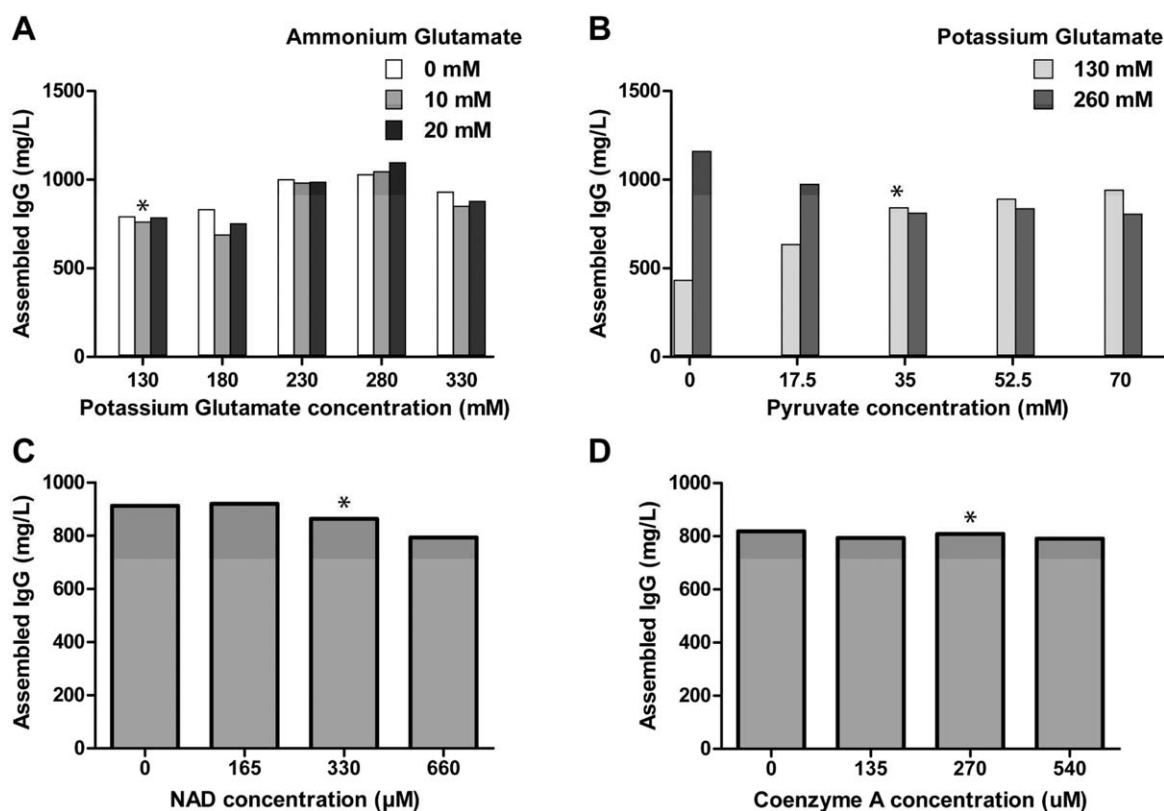 A
Ammonium Glutamate
0 mM
10 mM
20 mM
Assembled IgG (mg/L)
1500
1000
500
0
*
130 180 230 280 330
Potassium Glutamate concentration (mM)
B
Potassium Glutamate
130 mM
260 mM
Assembled IgG (mg/L)
1500
1000
500
0
*
0 17.5 35 52.5 70
Pyruvate concentration (mM)
C
Assembled IgG (mg/L)
1000
800
600
400
200
0
*
0 165 330 660
NAD concentration (µM)
D
Assembled IgG (mg/L)
1000
800
600
400
200
0
*
0 135 270 540
Coenzyme A concentration (uM)